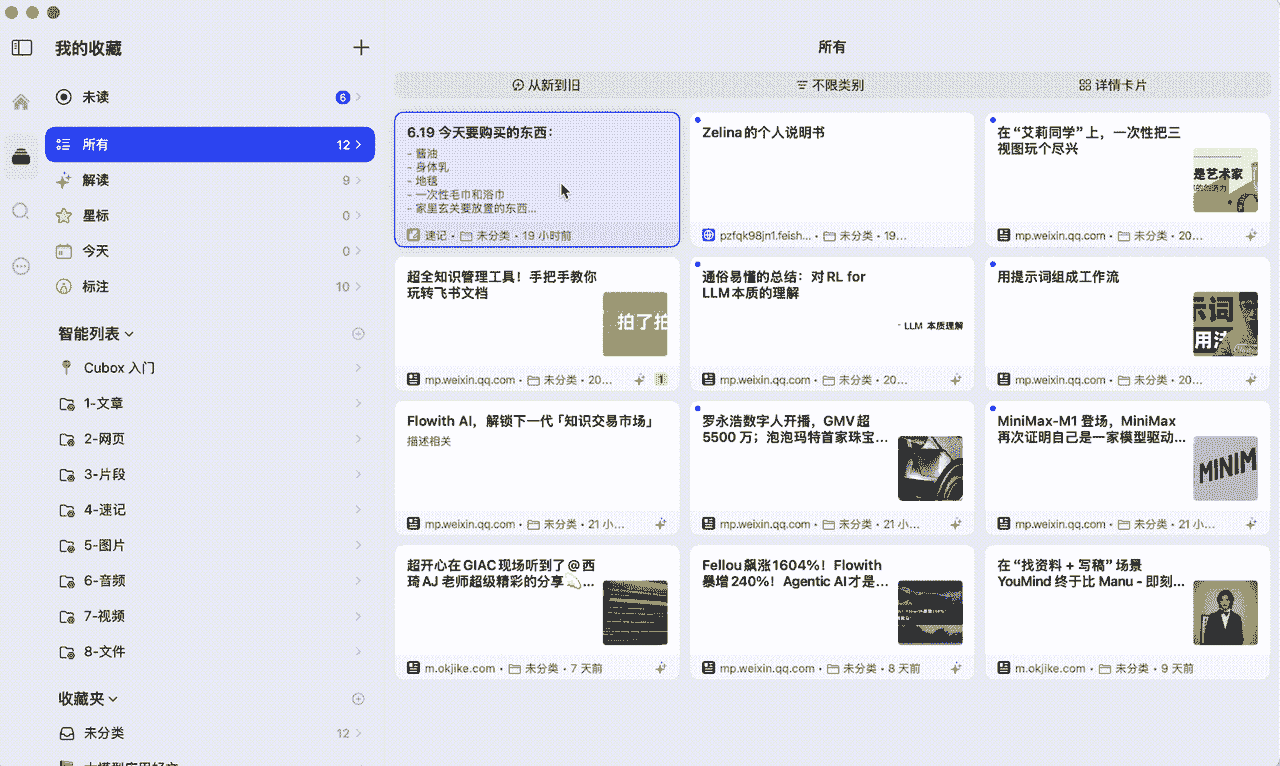 我的收藏
未读
6
所有
12
解读
9
星标
0
今天
0
标注
10
智能列表
Cubox 入门
1-文章
2-网页
3-片段
4-速记
5-图片
6-音频
7-视频
8-文件
收藏夹
未分类
12
所有
从新到旧
不限类别
详情卡片
6.19 今天要购买的东西：
- 酱油
- 身体乳
- 地毯
- 一次性毛巾和浴巾
- 家里玄关要放置的东西...
速记 · 未分类 · 19 小时前
Zelina的个人说明书
pzfqk98jn1.feish... · 未分类 · 19...
在“艾莉同学”上，一次性把三
视图玩个尽兴
是艺术家
mp.weixin.qq.com · 未分类 · 20...
超全知识管理工具！手把手教你
玩转飞书文档
拍了拍
mp.weixin.qq.com · 未分类 · 20...
1
通俗易懂的总结：对 RL for
LLM 本质的理解
- LLM 本质理解
mp.weixin.qq.com · 未分类 · 20...
用提示词组成工作流
示词
用法
mp.weixin.qq.com · 未分类 · 20...
Flowith AI，解锁下一代「知识交易市场」
描述相关
mp.weixin.qq.com · 未分类 · 21 小...
罗永浩数字人开播，GMV 超
5500 万；泡泡玛特首家珠宝...
mp.weixin.qq.com · 未分类 · 21 小...
MiniMax-M1 登场，MiniMax
再次证明自己是一家模型驱动...
MINIM
mp.weixin.qq.com · 未分类 · 21 小...
超开心在 GIAC 现场听到了 @西
琦 AJ 老师超级精彩的分享💫...
m.okjike.com · 未分类 · 7 天前
Fellou 飙涨 1604%！Flowith
暴增 240%！Agentic AI 才是...
mp.weixin.qq.com · 未分类 · 8 天前
在“找资料 + 写稿”场景
YouMind 终于比 Manu - 即刻...
m.okjike.com · 未分类 · 9 天前